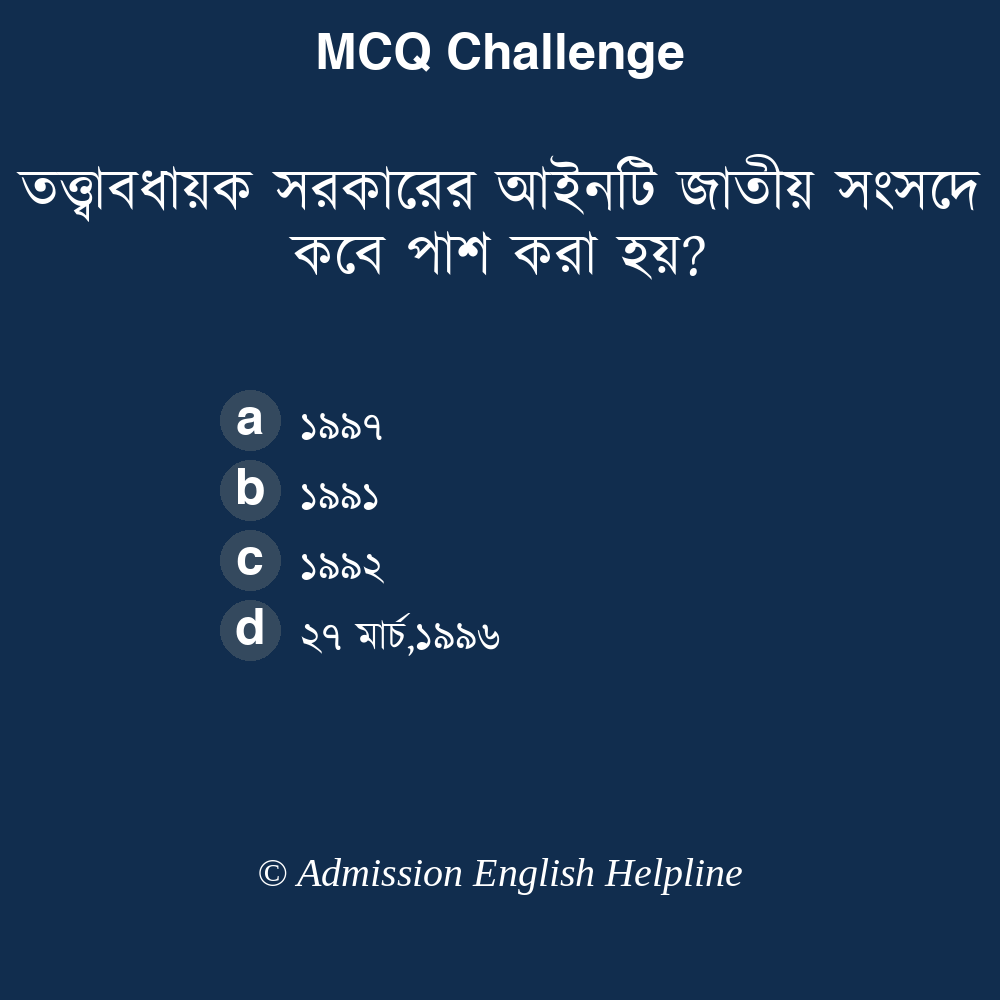 MCQ Challenge
তত্ত্বাবধায়ক সরকারের আইনটি জাতীয় সংসদে
কবে পাশ করা হয়?
a ১৯৯৭
b ১৯৯১
c ১৯৯২
d ২৭ মার্চ,১৯৯৬
© Admission English Helpline